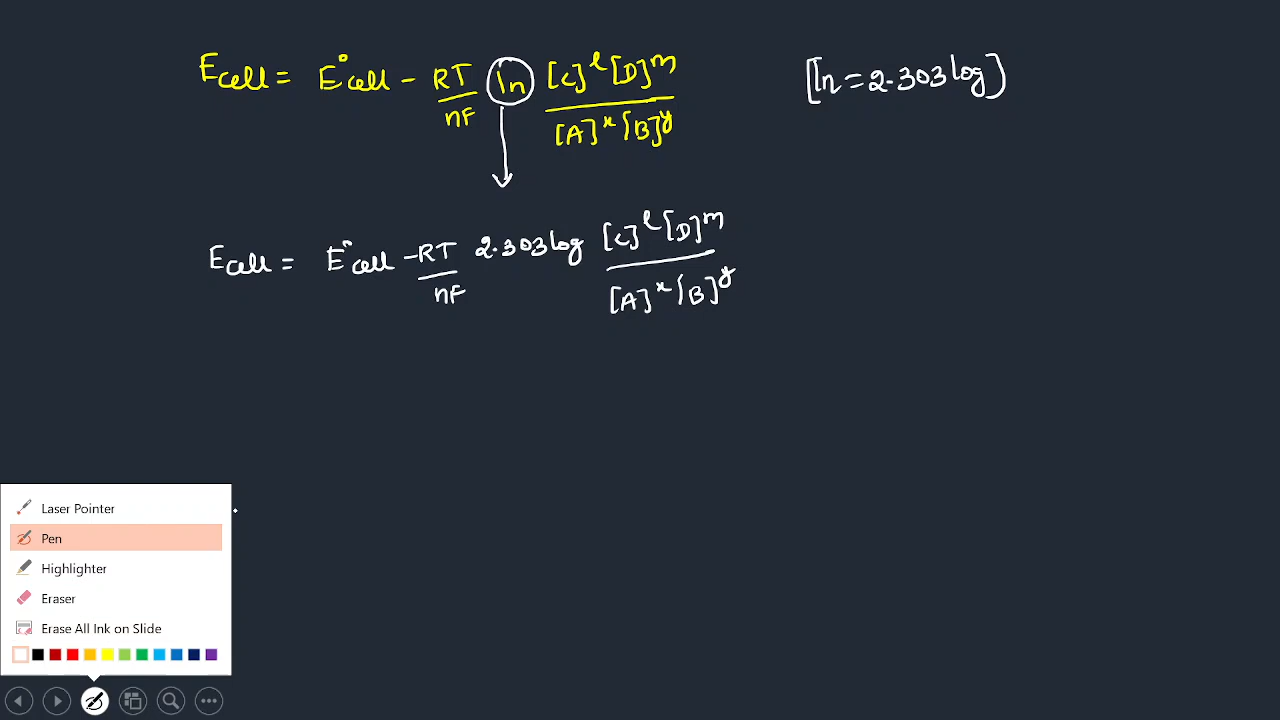 E°cell = E°cell - RT/nF ln [C]^l [D]^m / [A]^x [B]^y
[ln = 2.303 log]
Ecell = E°cell - RT/nF 2.303 log [C]^l [D]^m / [A]^x [B]^y
Laser Pointer
Pen
Highlighter
Eraser
Erase All Ink on Slide